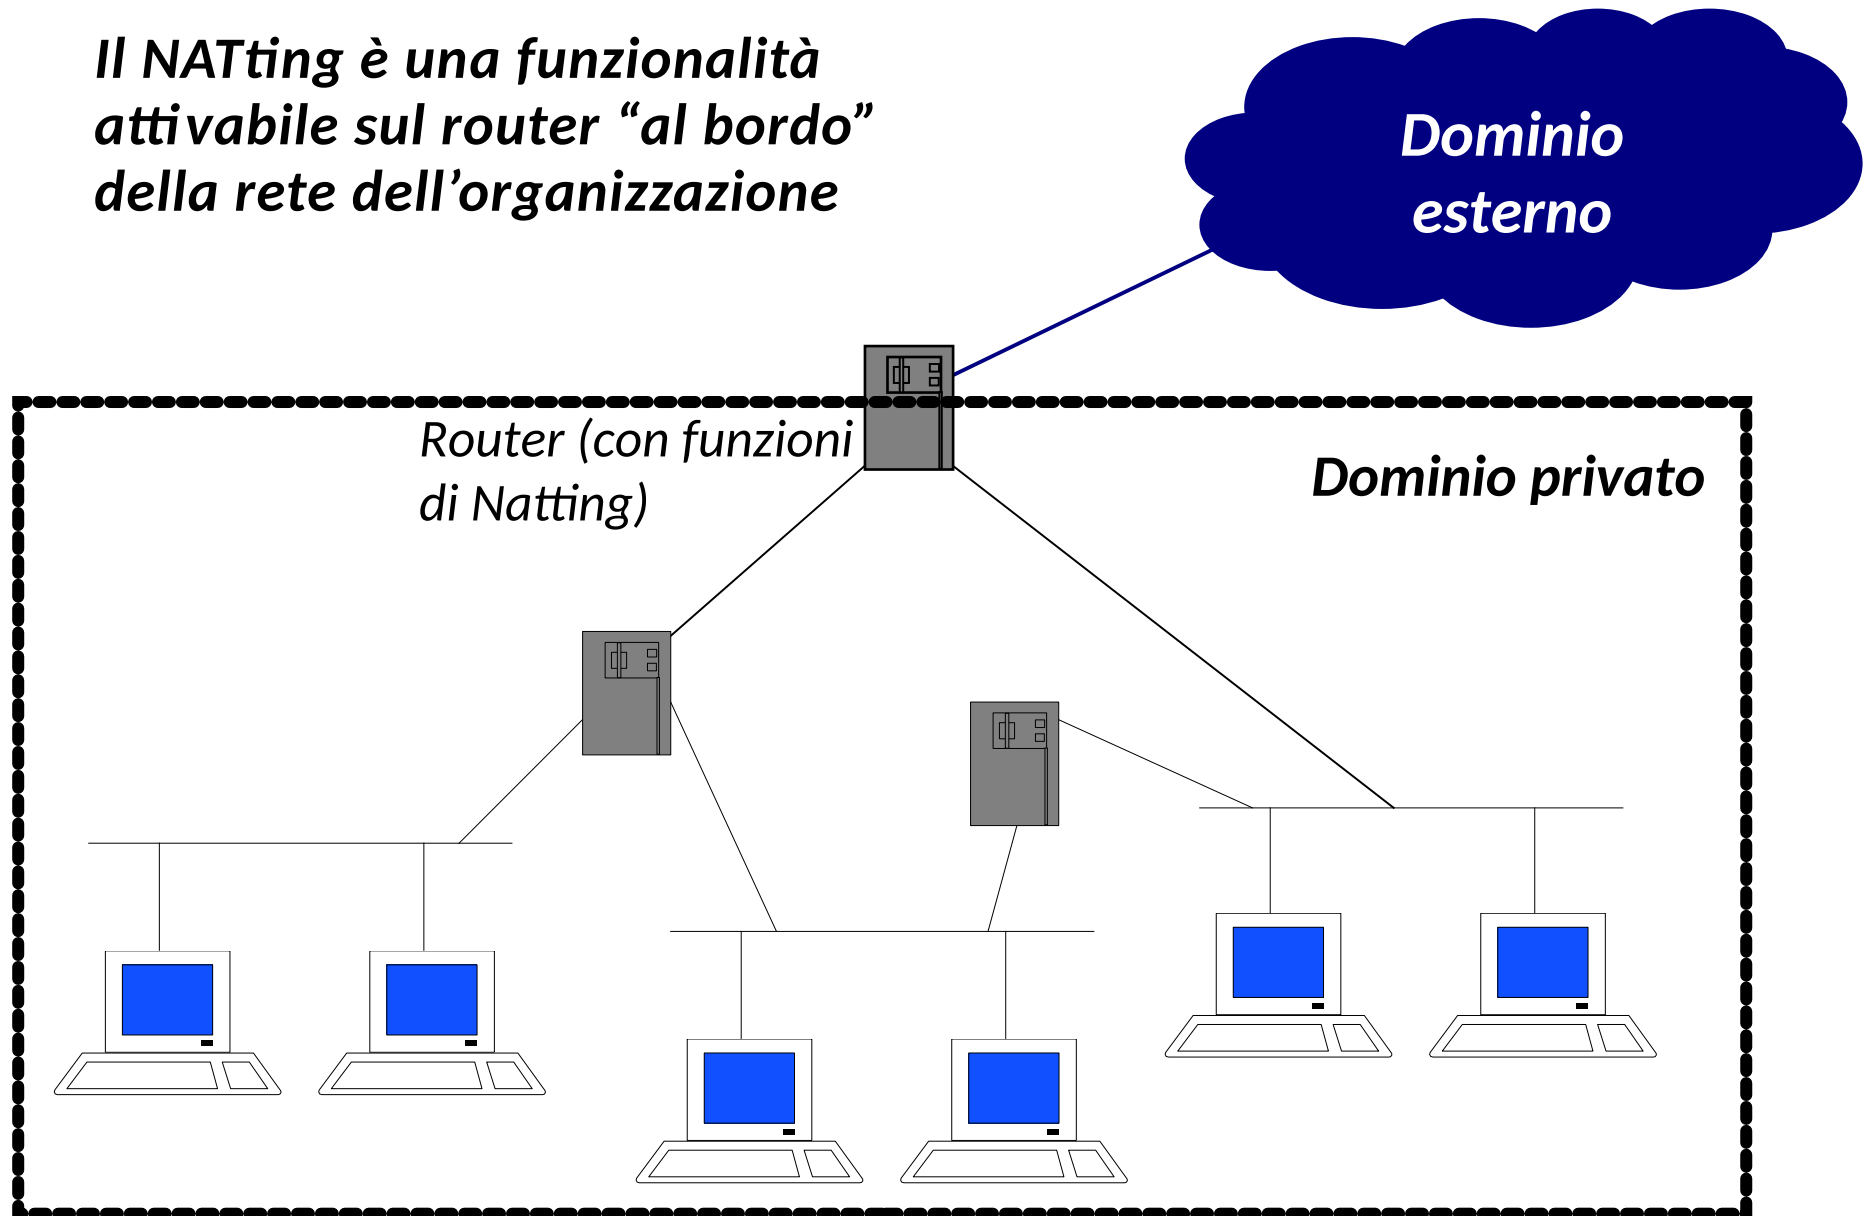 Il NATting è una funzionalità
attivabile sul router “al bordo”
della rete dell’organizzazione
Dominio
esterno
Router (con funzioni
di Natting)
Dominio privato